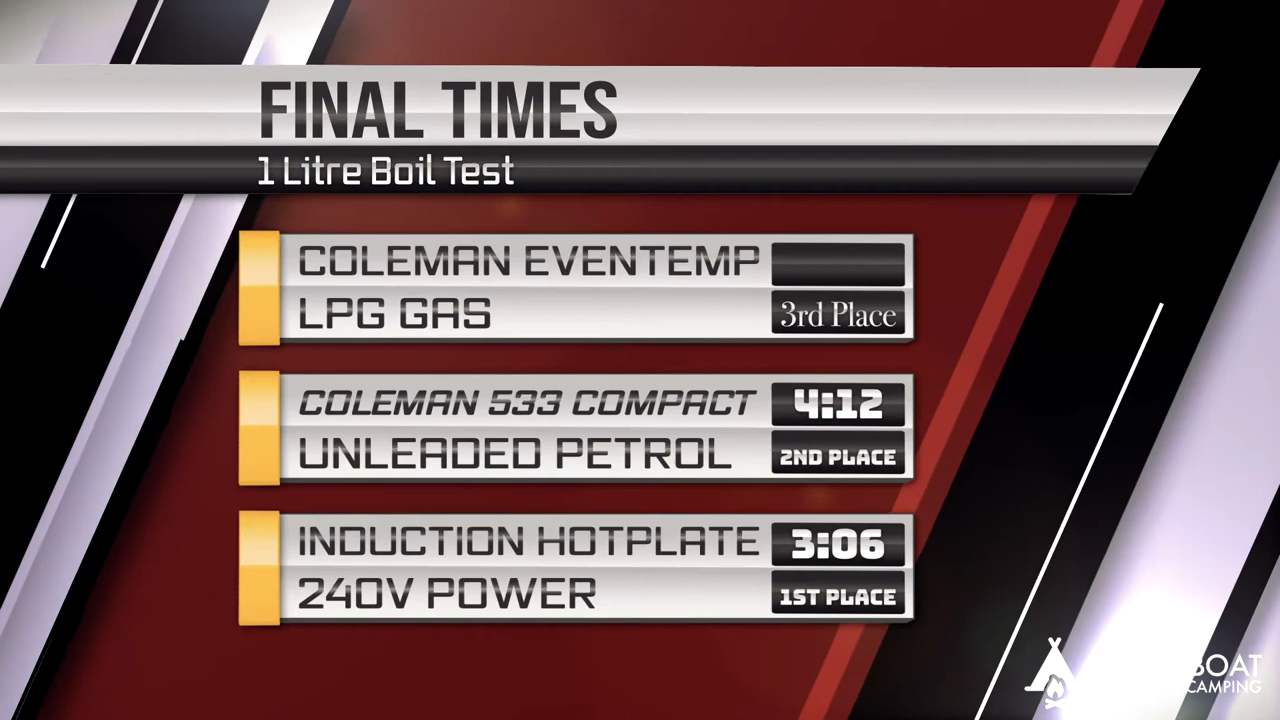 FINAL TIMES
1 Litre Boil Test
COLEMAN EVENTEMP
LPG GAS
3rd Place
COLEMAN 533 COMPACT
4:12
UNLEADED PETROL
2ND PLACE
INDUCTION HOTPLATE
3:06
240V POWER
1ST PLACE
BOAT
CAMPING